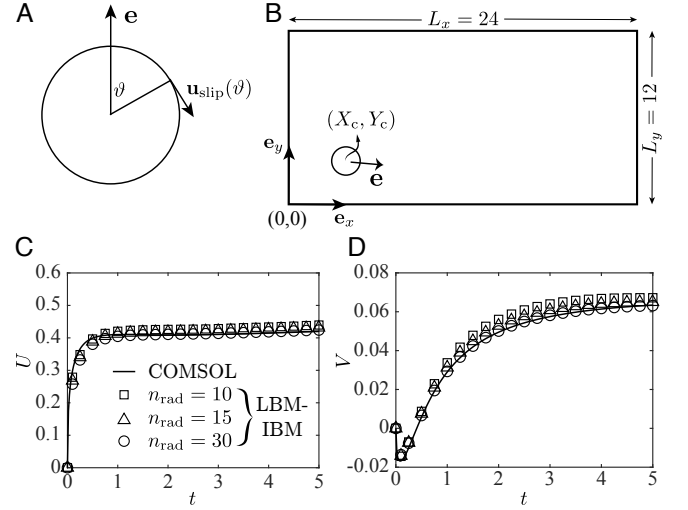 A
e
ϑ
u_slip(ϑ)
B
L_x = 24
L_y = 12
(X_c, Y_c)
e_y
e
(0,0)
e_x
C
0.6
0.5
0.4
0.3
0.2
0.1
0
U
COMSOL
n_rad = 10
n_rad = 15
n_rad = 30
LBM-
IBM
0 1 2 3 4 5
t
D
0.08
0.06
0.04
0.02
0
-0.02
V
0 1 2 3 4 5
t